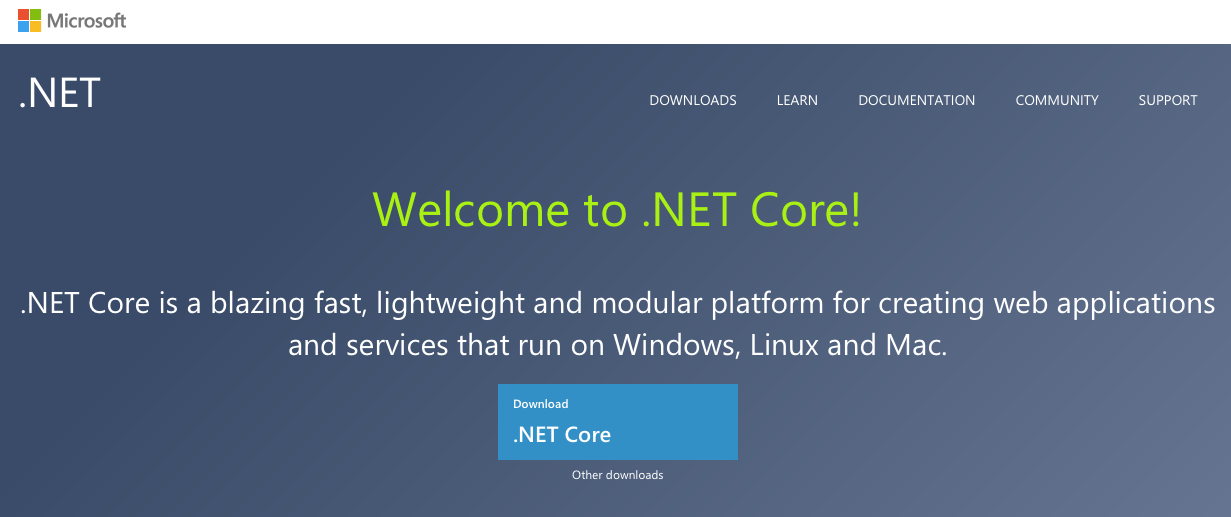 Microsoft
.NET
DOWNLOADS LEARN DOCUMENTATION COMMUNITY SUPPORT
Welcome to .NET Core!
.NET Core is a blazing fast, lightweight and modular platform for creating web applications
and services that run on Windows, Linux and Mac.
Download
.NET Core
Other downloads